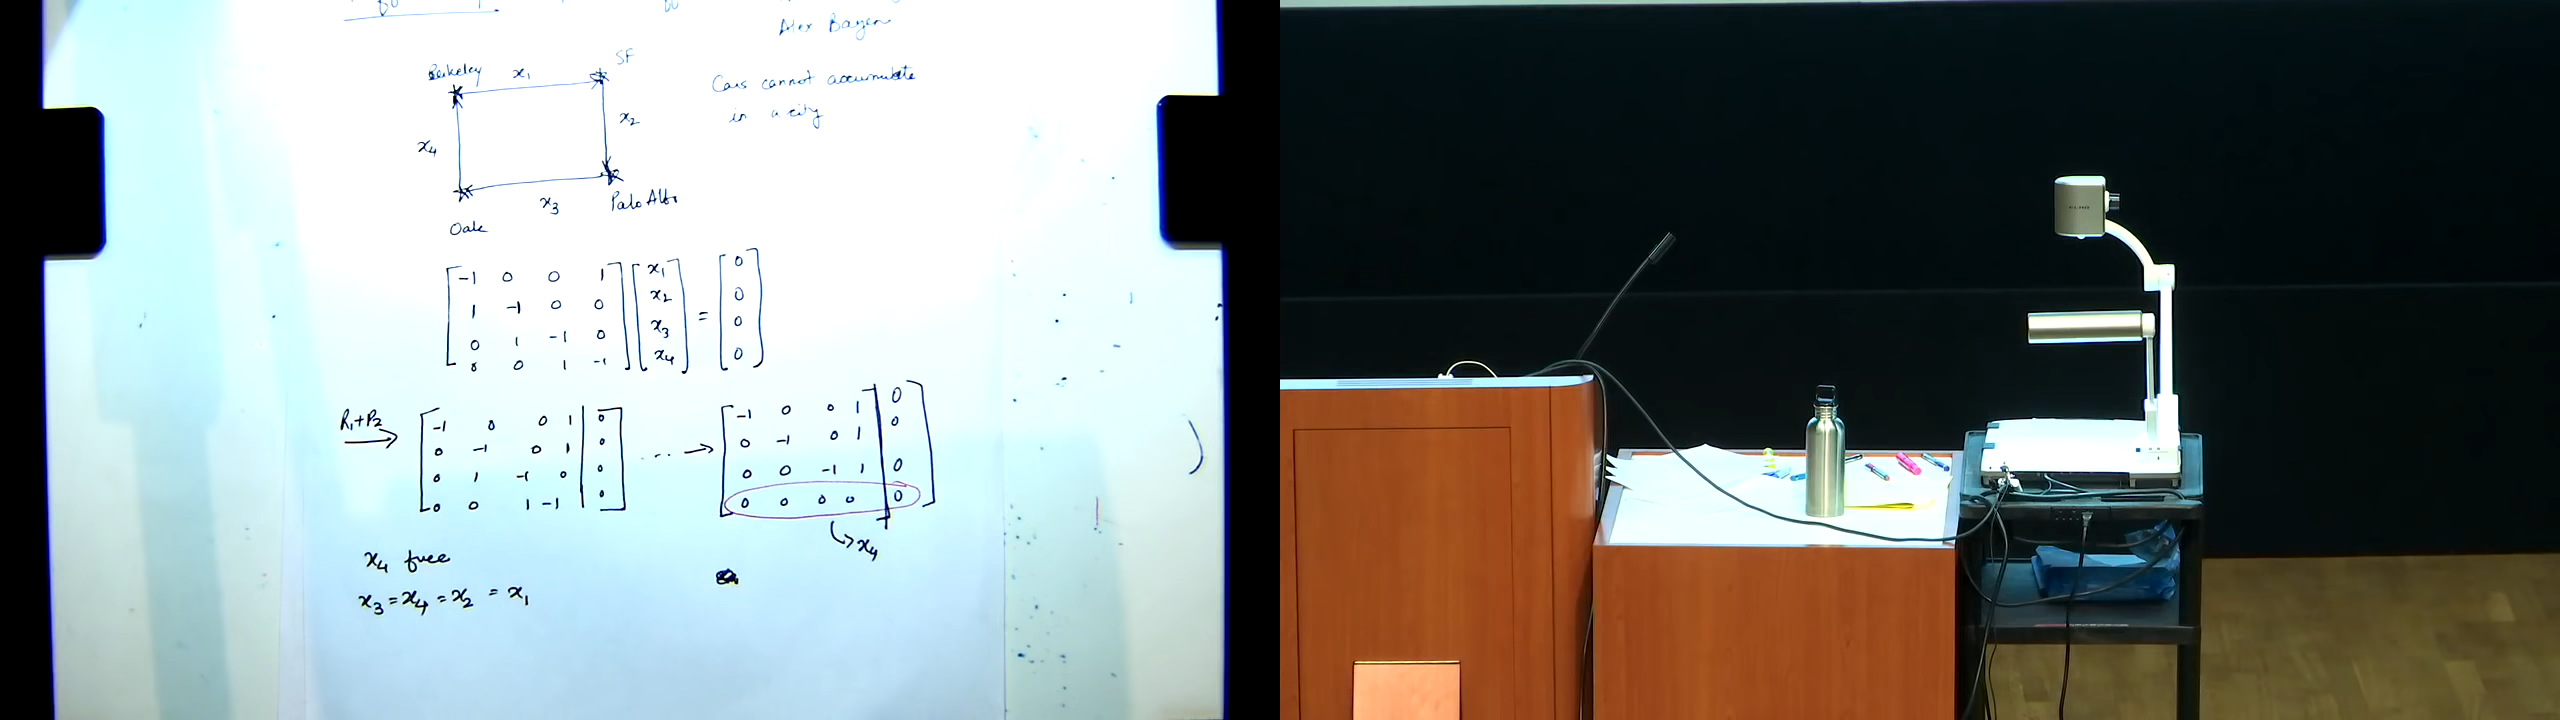 Alex Bayen
Berkeley x₁ SF
Cars cannot accumulate
in a city
x₄ x₂
x₃ Palo Alto
Oak
[-1 0 0 1] [x₁] [0]
[1 -1 0 0] [x₂] = [0]
[0 1 -1 0] [x₃] [0]
[0 0 1 -1] [x₄] [0]
R₁+R₂ → [-1 0 0 1 | 0] ... → [-1 0 0 1 | 0]
[0 -1 0 1 | 0] [0 -1 0 1 | 0]
[0 1 -1 0 | 0] [0 0 -1 1 | 0]
[0 0 1 -1 | 0] [0 0 0 0 | 0]
↳ x₄
x₄ free
x₃ = x₄ = x₂ = x₁